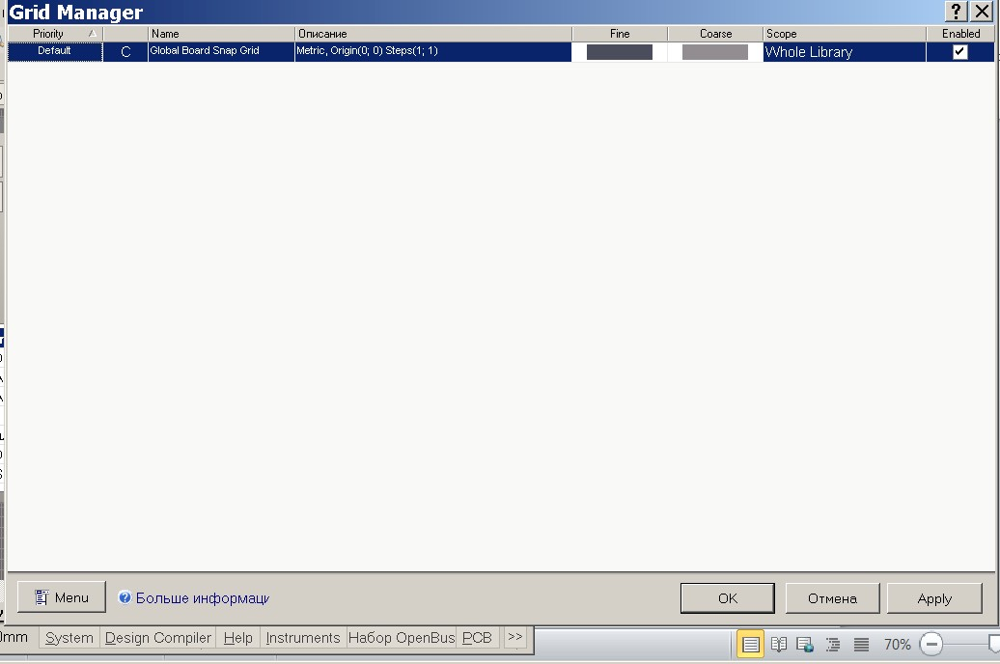 Grid Manager
Priority Name Описание Fine Coarse Scope Enabled
Default C Global Board Snap Grid Metric, Origin(0; 0) Steps(1; 1) Whole Library
Menu Больше информаци OK Отмена Apply
0mm System Design Compiler Help Instruments Набор OpenBus PCB >> 70%